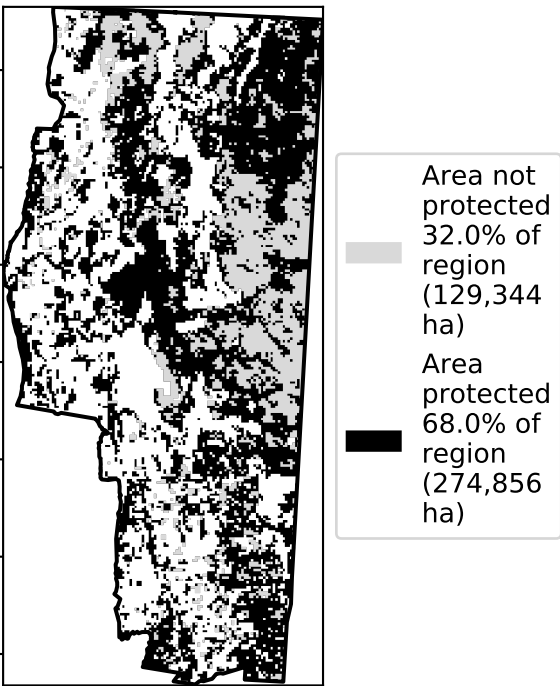 Area not
protected
32.0% of
region
(129,344
ha)
Area
protected
68.0% of
region
(274,856
ha)